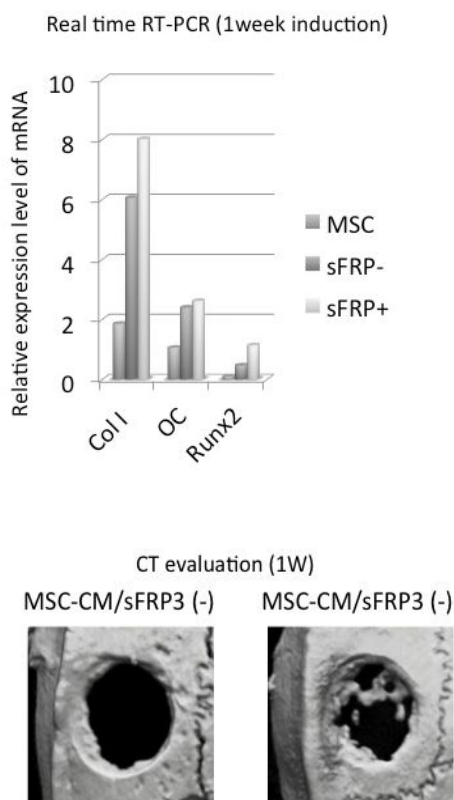 Real time RT-PCR (1week induction)
Relative expression level of mRNA
10
8
6
4
2
0
Col I
OC
Runx2
MSC
sFRP-
sFRP+
CT evaluation (1W)
MSC-CM/sFRP3 (-) MSC-CM/sFRP3 (-)